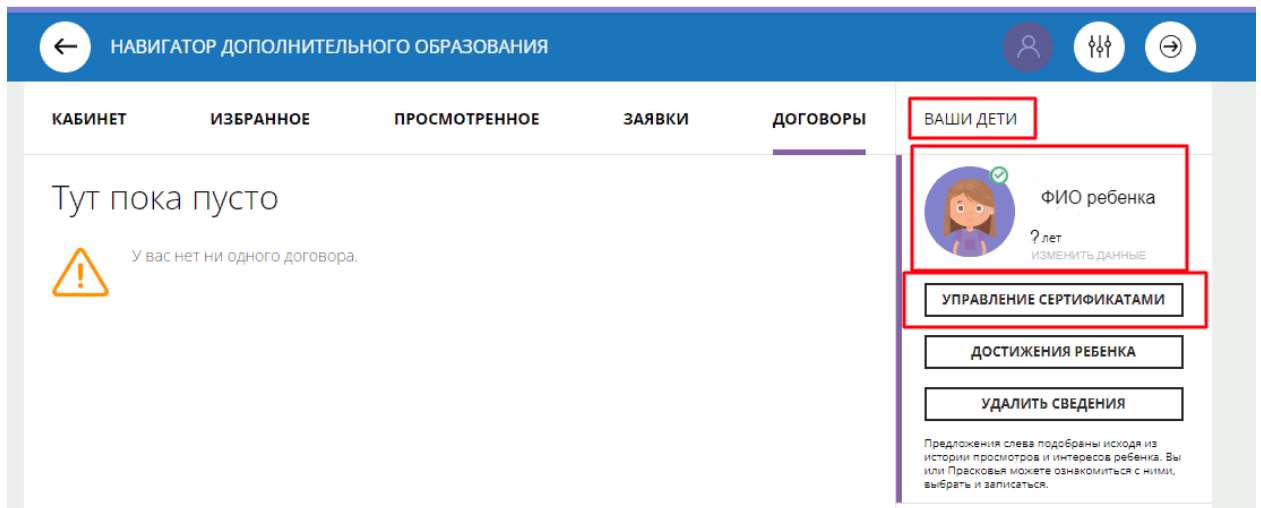 НАВИГАТОР ДОПОЛНИТЕЛЬНОГО ОБРАЗОВАНИЯ
КАБИНЕТ ИЗБРАННОЕ ПРОСМОТРЕННОЕ ЗАЯВКИ ДОГОВОРЫ
ВАШИ ДЕТИ
Тут пока пусто
У вас нет ни одного договора.
ФИО ребенка
? лет
ИЗМЕНИТЬ ДАННЫЕ
УПРАВЛЕНИЕ СЕРТИФИКАТАМИ
ДОСТИЖЕНИЯ РЕБЕНКА
УДАЛИТЬ СВЕДЕНИЯ
Предложения слева подобраны исходя из
истории просмотров и интересов ребенка. Вы
или Прасковья можете ознакомиться с ними,
выбрать и записаться.